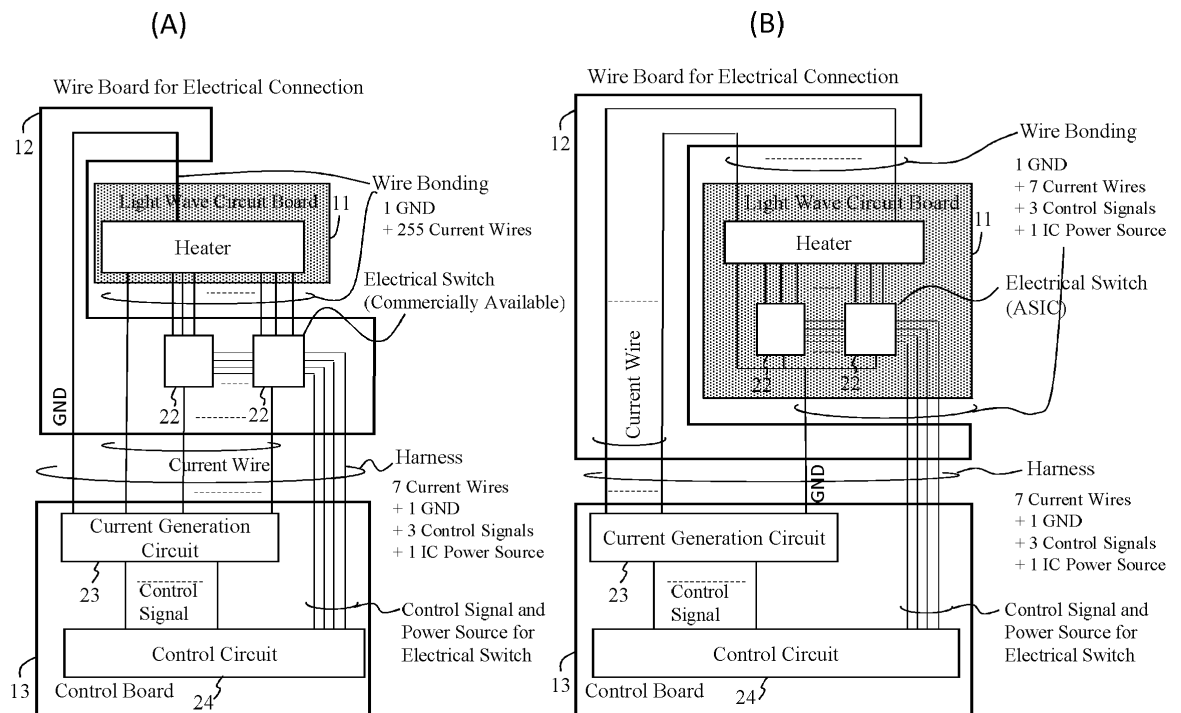 (A)
Wire Board for Electrical Connection
12
Wire Bonding
1 GND
+ 255 Current Wires
Light Wave Circuit Board
11
Heater
Electrical Switch
(Commercially Available)
22
22
GND
Current Wire
Harness
7 Current Wires
+ 1 GND
+ 3 Control Signals
+ 1 IC Power Source
Current Generation
Circuit
23
Control
Signal
Control Signal and
Power Source for
Electrical Switch
Control Circuit
13
Control Board
24
(B)
Wire Board for Electrical Connection
12
Wire Bonding
1 GND
+ 7 Current Wires
+ 3 Control Signals
+ 1 IC Power Source
Light Wave Circuit Board
11
Heater
Electrical Switch
(ASIC)
22
22
Current Wire
GND
Harness
7 Current Wires
+ 1 GND
+ 3 Control Signals
+ 1 IC Power Source
Current Generation Circuit
23
Control
Signal
Control Signal and
Power Source for
Electrical Switch
Control Circuit
13
Control Board
24